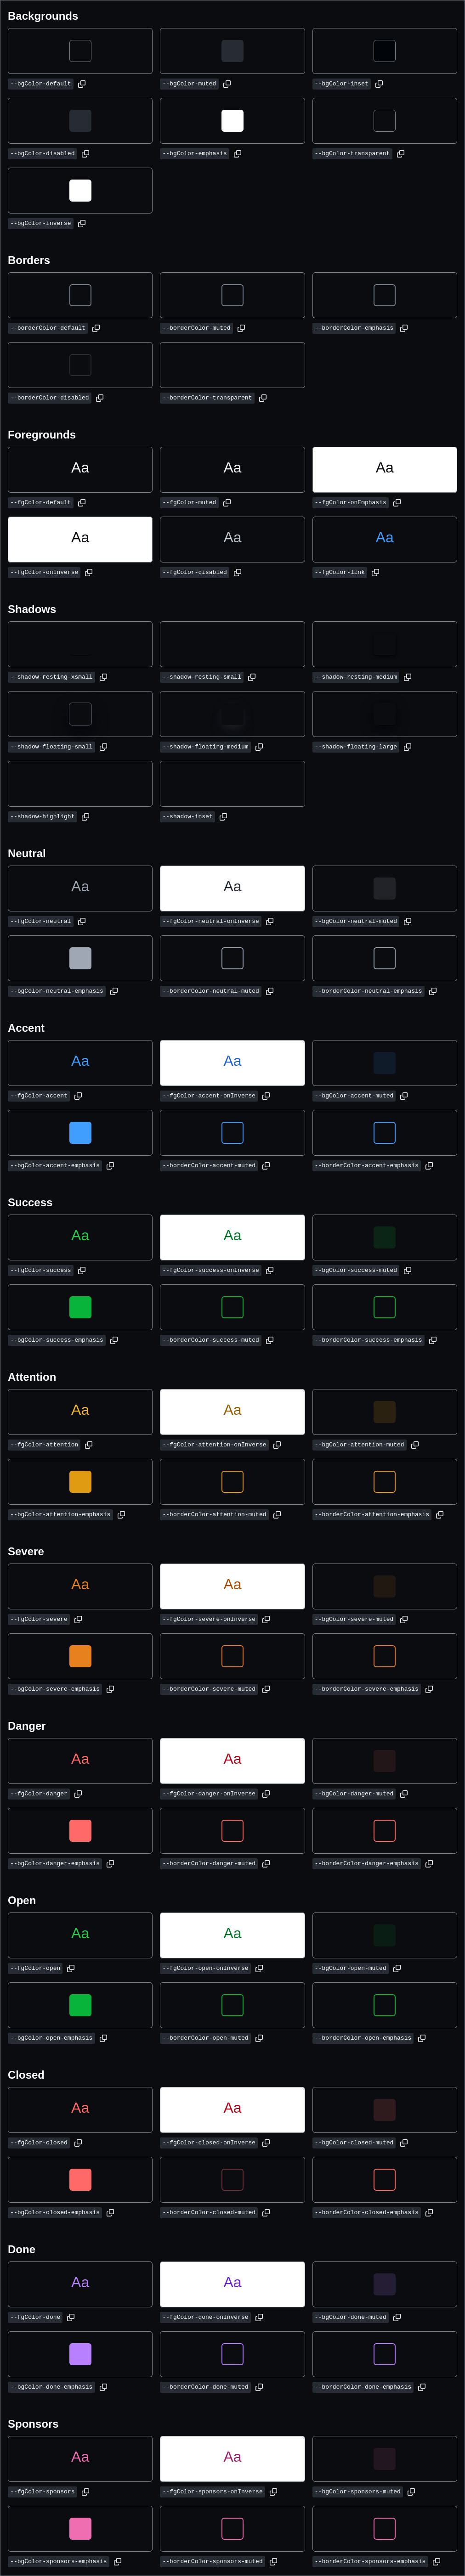 Backgrounds
--bgColor-default --bgColor-muted --bgColor-inset
--bgColor-disabled --bgColor-emphasis --bgColor-transparent
--bgColor-inverse
Borders
--borderColor-default --borderColor-muted --borderColor-emphasis
--borderColor-disabled --borderColor-transparent
Foregrounds
Aa Aa Aa
--fgColor-default --fgColor-muted --fgColor-onEmphasis
Aa Aa Aa
--fgColor-onInverse --fgColor-disabled --fgColor-link
Shadows
--shadow-resting-xsmall --shadow-resting-small --shadow-resting-medium
--shadow-floating-small --shadow-floating-medium --shadow-floating-large
--shadow-highlight --shadow-inset
Neutral
Aa Aa
--fgColor-neutral --fgColor-neutral-onInverse --bgColor-neutral-muted
--bgColor-neutral-emphasis --borderColor-neutral-muted --borderColor-neutral-emphasis
Accent
Aa Aa
--fgColor-accent --fgColor-accent-onInverse --bgColor-accent-muted
--bgColor-accent-emphasis --borderColor-accent-muted --borderColor-accent-emphasis
Success
Aa Aa
--fgColor-success --fgColor-success-onInverse --bgColor-success-muted
--bgColor-success-emphasis --borderColor-success-muted --borderColor-success-emphasis
Attention
Aa Aa
--fgColor-attention --fgColor-attention-onInverse --bgColor-attention-muted
--bgColor-attention-emphasis --borderColor-attention-muted --borderColor-attention-emphasis
Severe
Aa Aa
--fgColor-severe --fgColor-severe-onInverse --bgColor-severe-muted
--bgColor-severe-emphasis --borderColor-severe-muted --borderColor-severe-emphasis
Danger
Aa Aa
--fgColor-danger --fgColor-danger-onInverse --bgColor-danger-muted
--bgColor-danger-emphasis --borderColor-danger-muted --borderColor-danger-emphasis
Open
Aa Aa
--fgColor-open --fgColor-open-onInverse --bgColor-open-muted
--bgColor-open-emphasis --borderColor-open-muted --borderColor-open-emphasis
Closed
Aa Aa
--fgColor-closed --fgColor-closed-onInverse --bgColor-closed-muted
--bgColor-closed-emphasis --borderColor-closed-muted --borderColor-closed-emphasis
Done
Aa Aa
--fgColor-done --fgColor-done-onInverse --bgColor-done-muted
--bgColor-done-emphasis --borderColor-done-muted --borderColor-done-emphasis
Sponsors
Aa Aa
--fgColor-sponsors --fgColor-sponsors-onInverse --bgColor-sponsors-muted
--bgColor-sponsors-emphasis --borderColor-sponsors-muted --borderColor-sponsors-emphasis